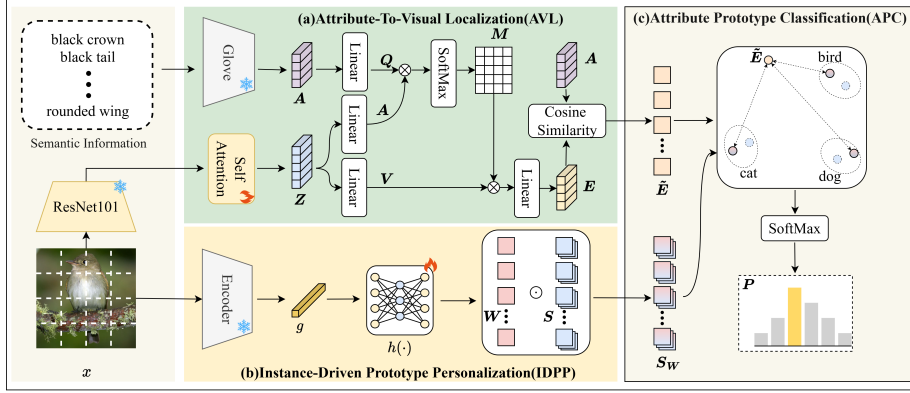 black crown
black tail
rounded wing
Semantic Information
ResNet101
x
(a)Attribute-To-Visual Localization(AVL)
Glove
A
Linear
Q
SoftMax
M
A
Linear
A
Cosine
Similarity
Self
Attention
Z
Linear
V
Linear
E
Encoder
g
h(·)
W
S
(b)Instance-Driven Prototype Personalization(IDPP)
(c)Attribute Prototype Classification(APC)
Ẽ
Ẽ
bird
cat
dog
SoftMax
P
S_W